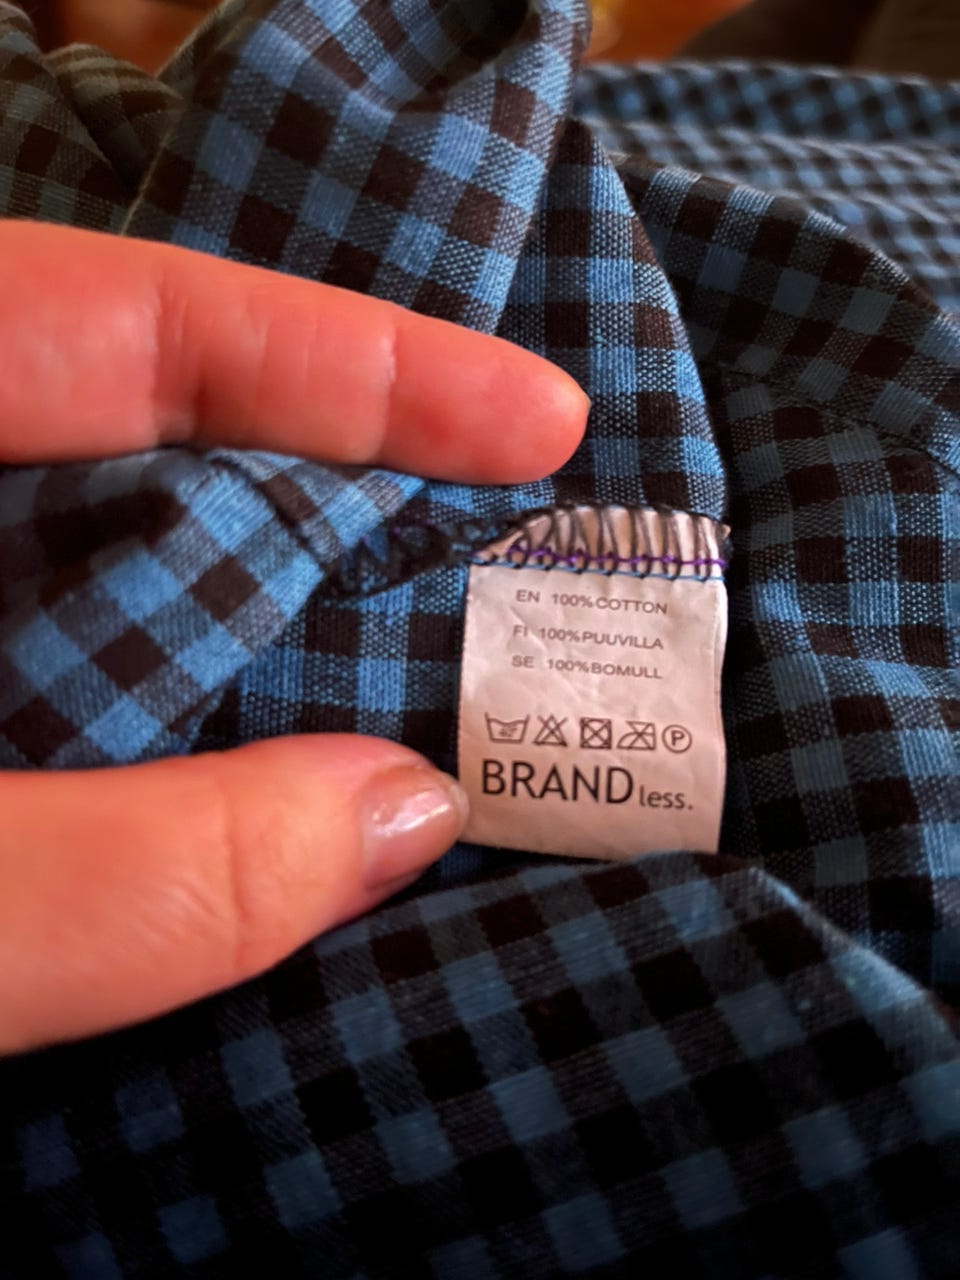 EN 100%COTTON
FI 100%PUUVILLA
SE 100%BOMULL
P
BRANDless.